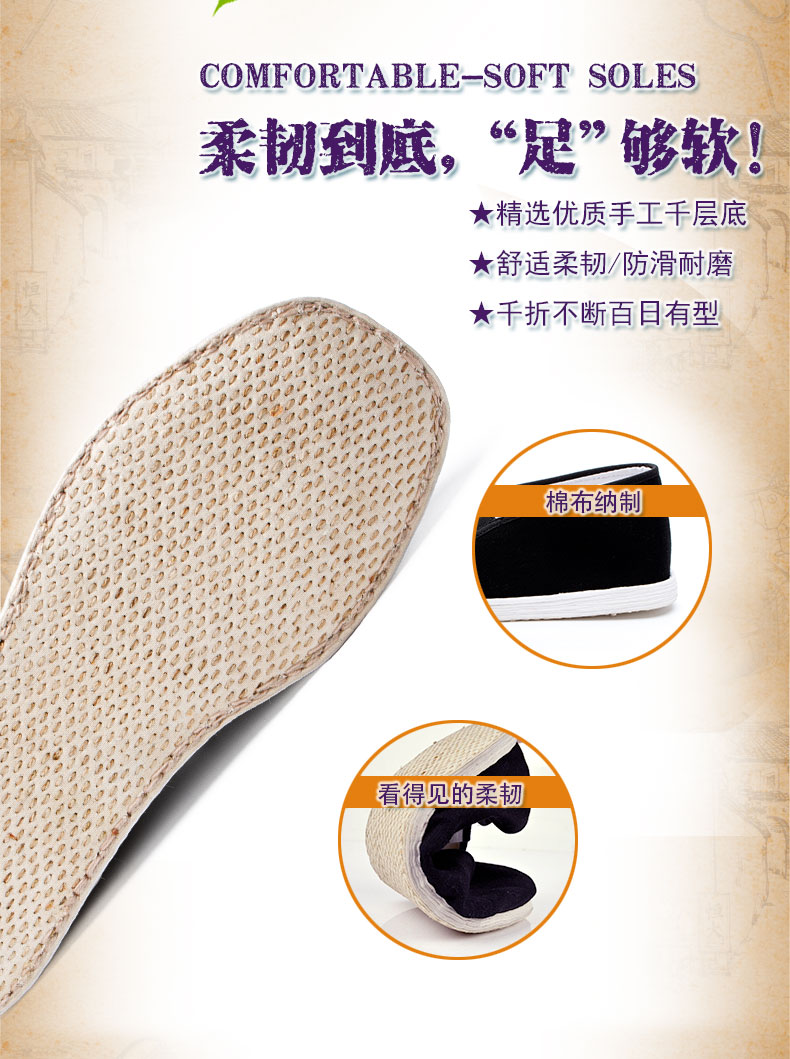 COMFORTABLE-SOFT SOLES
柔韧到底，“足”够软！
★精选优质手工千层底
★舒适柔韧/防滑耐磨
★千折不断百日有型
棉布纳制
看得见的柔韧